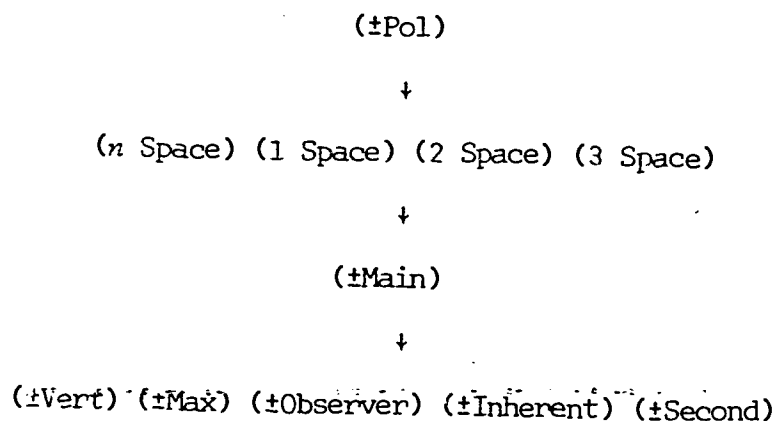 (±Pol)
↓
(n Space) (1 Space) (2 Space) (3 Space)
↓
(±Main)
↓
(±Vert) (±Max) (±Observer) (±Inherent) (±Second)